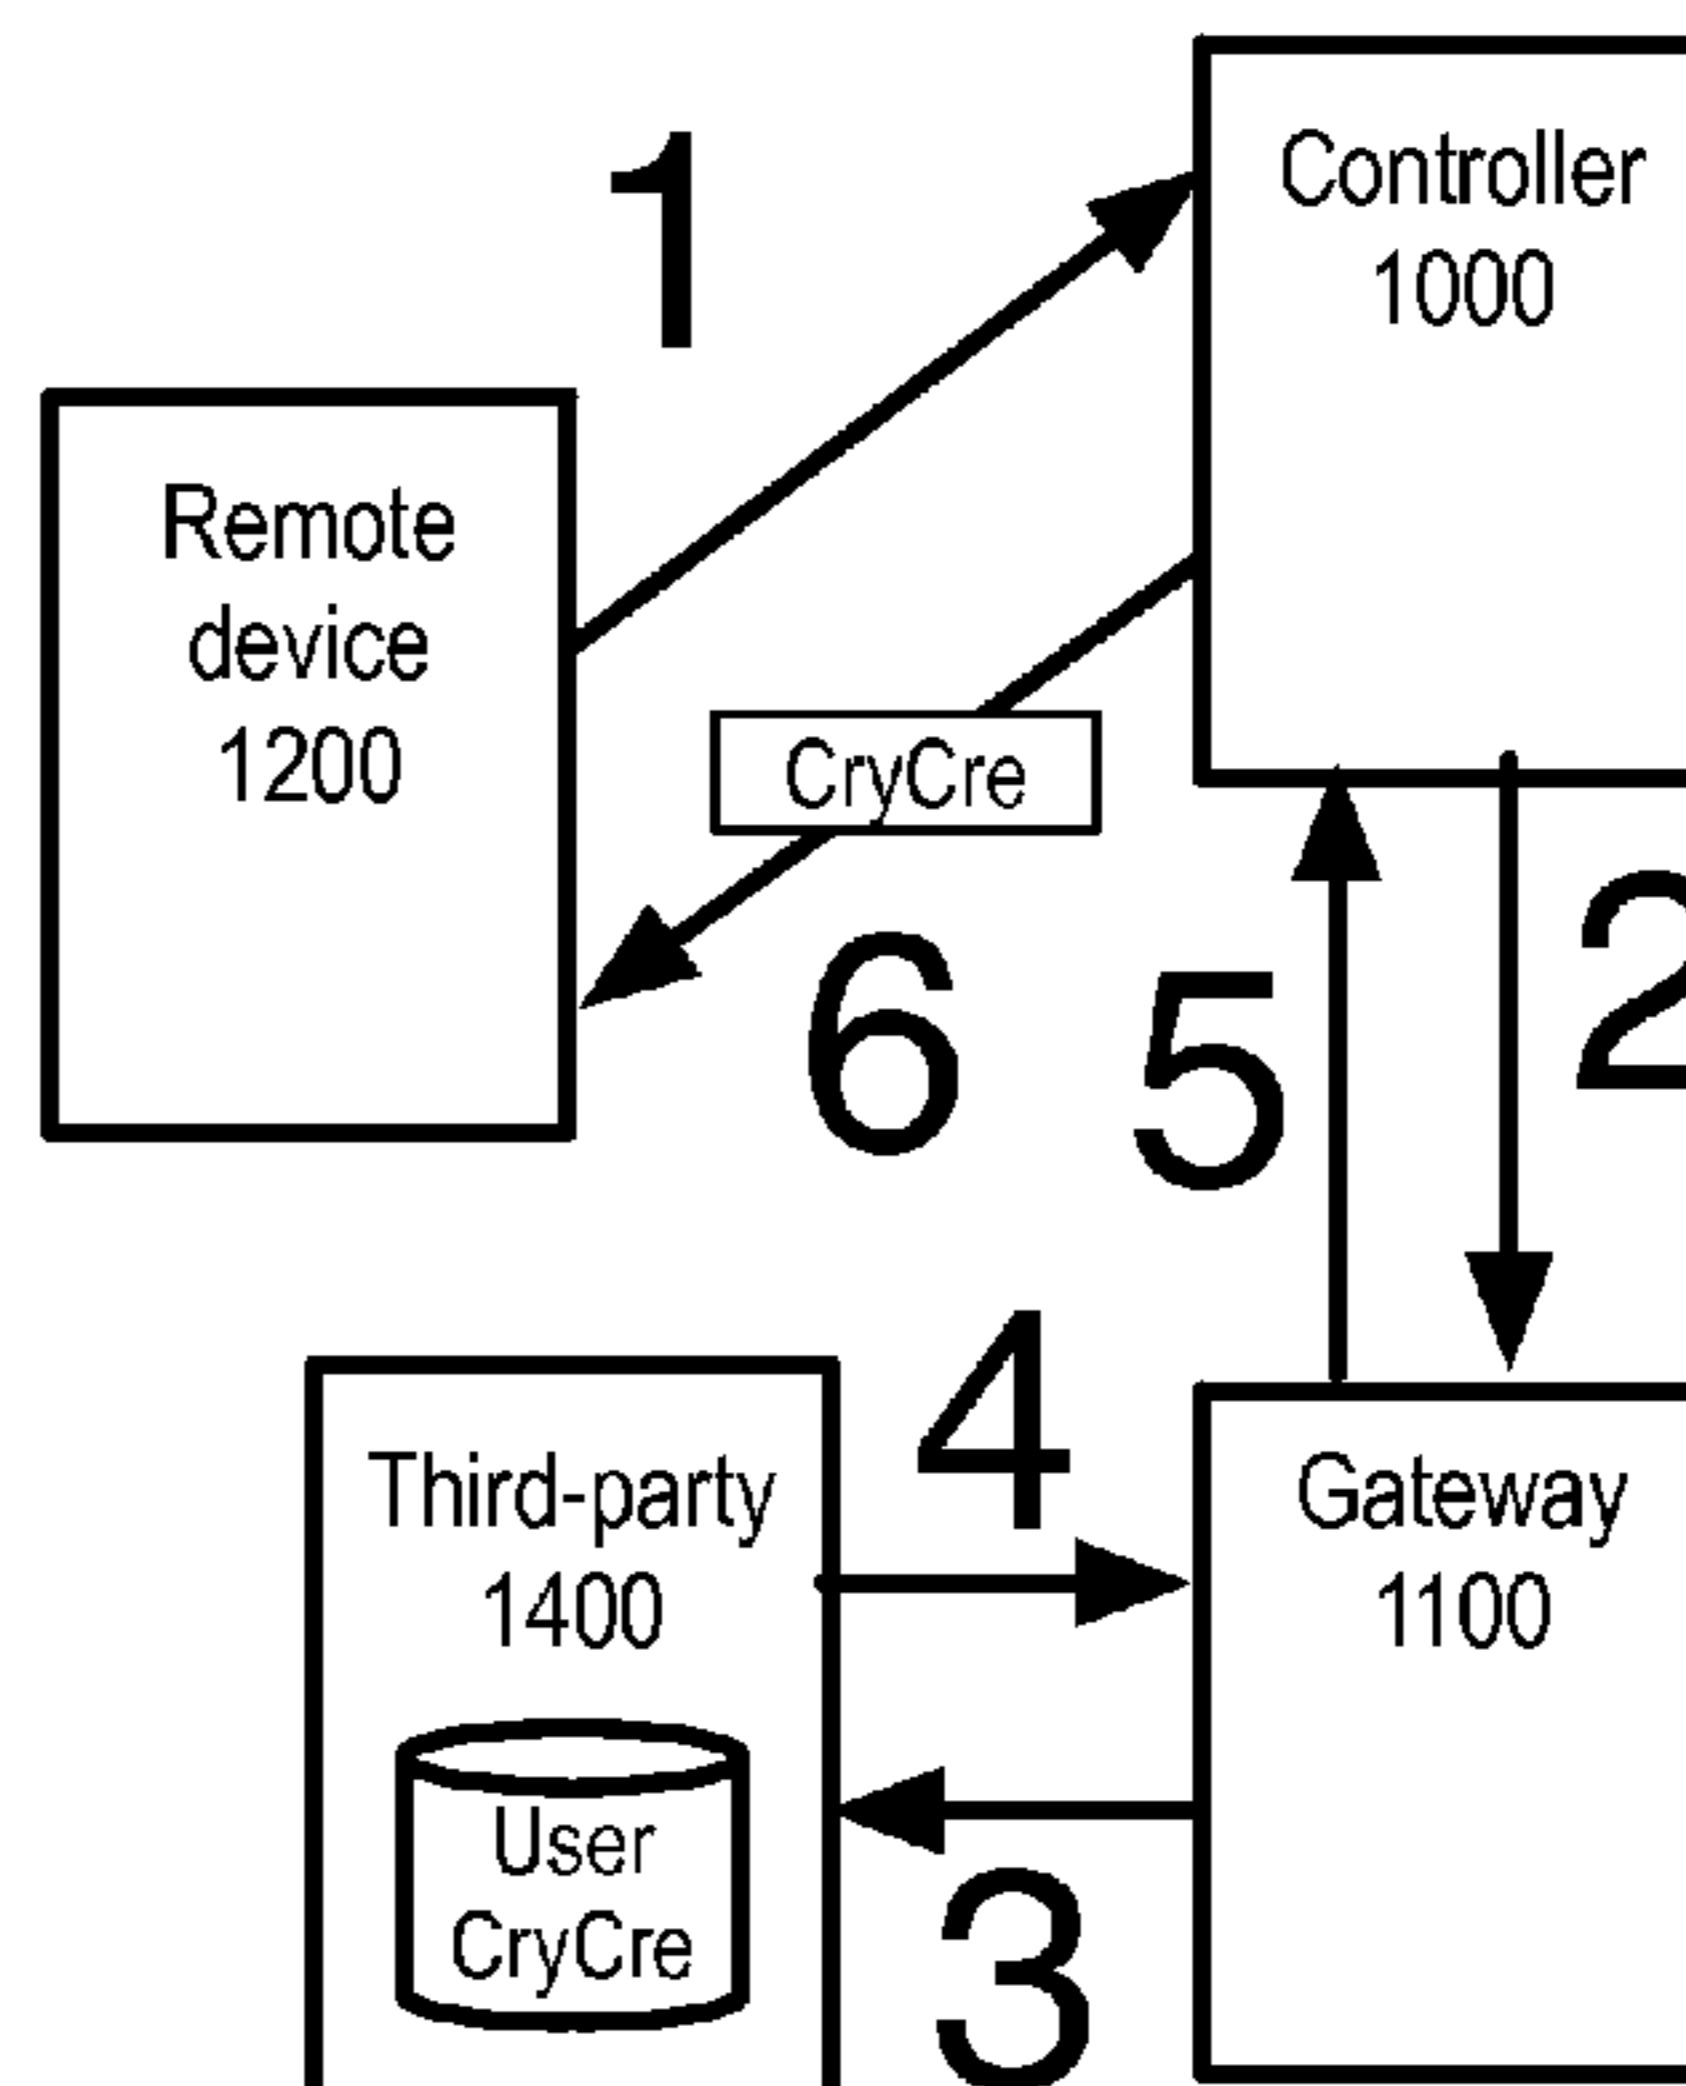 1
Controller
1000
Remote
device
1200
CryCre
6
5
2
4
Third-party
1400
Gateway
1100
User
CryCre
3